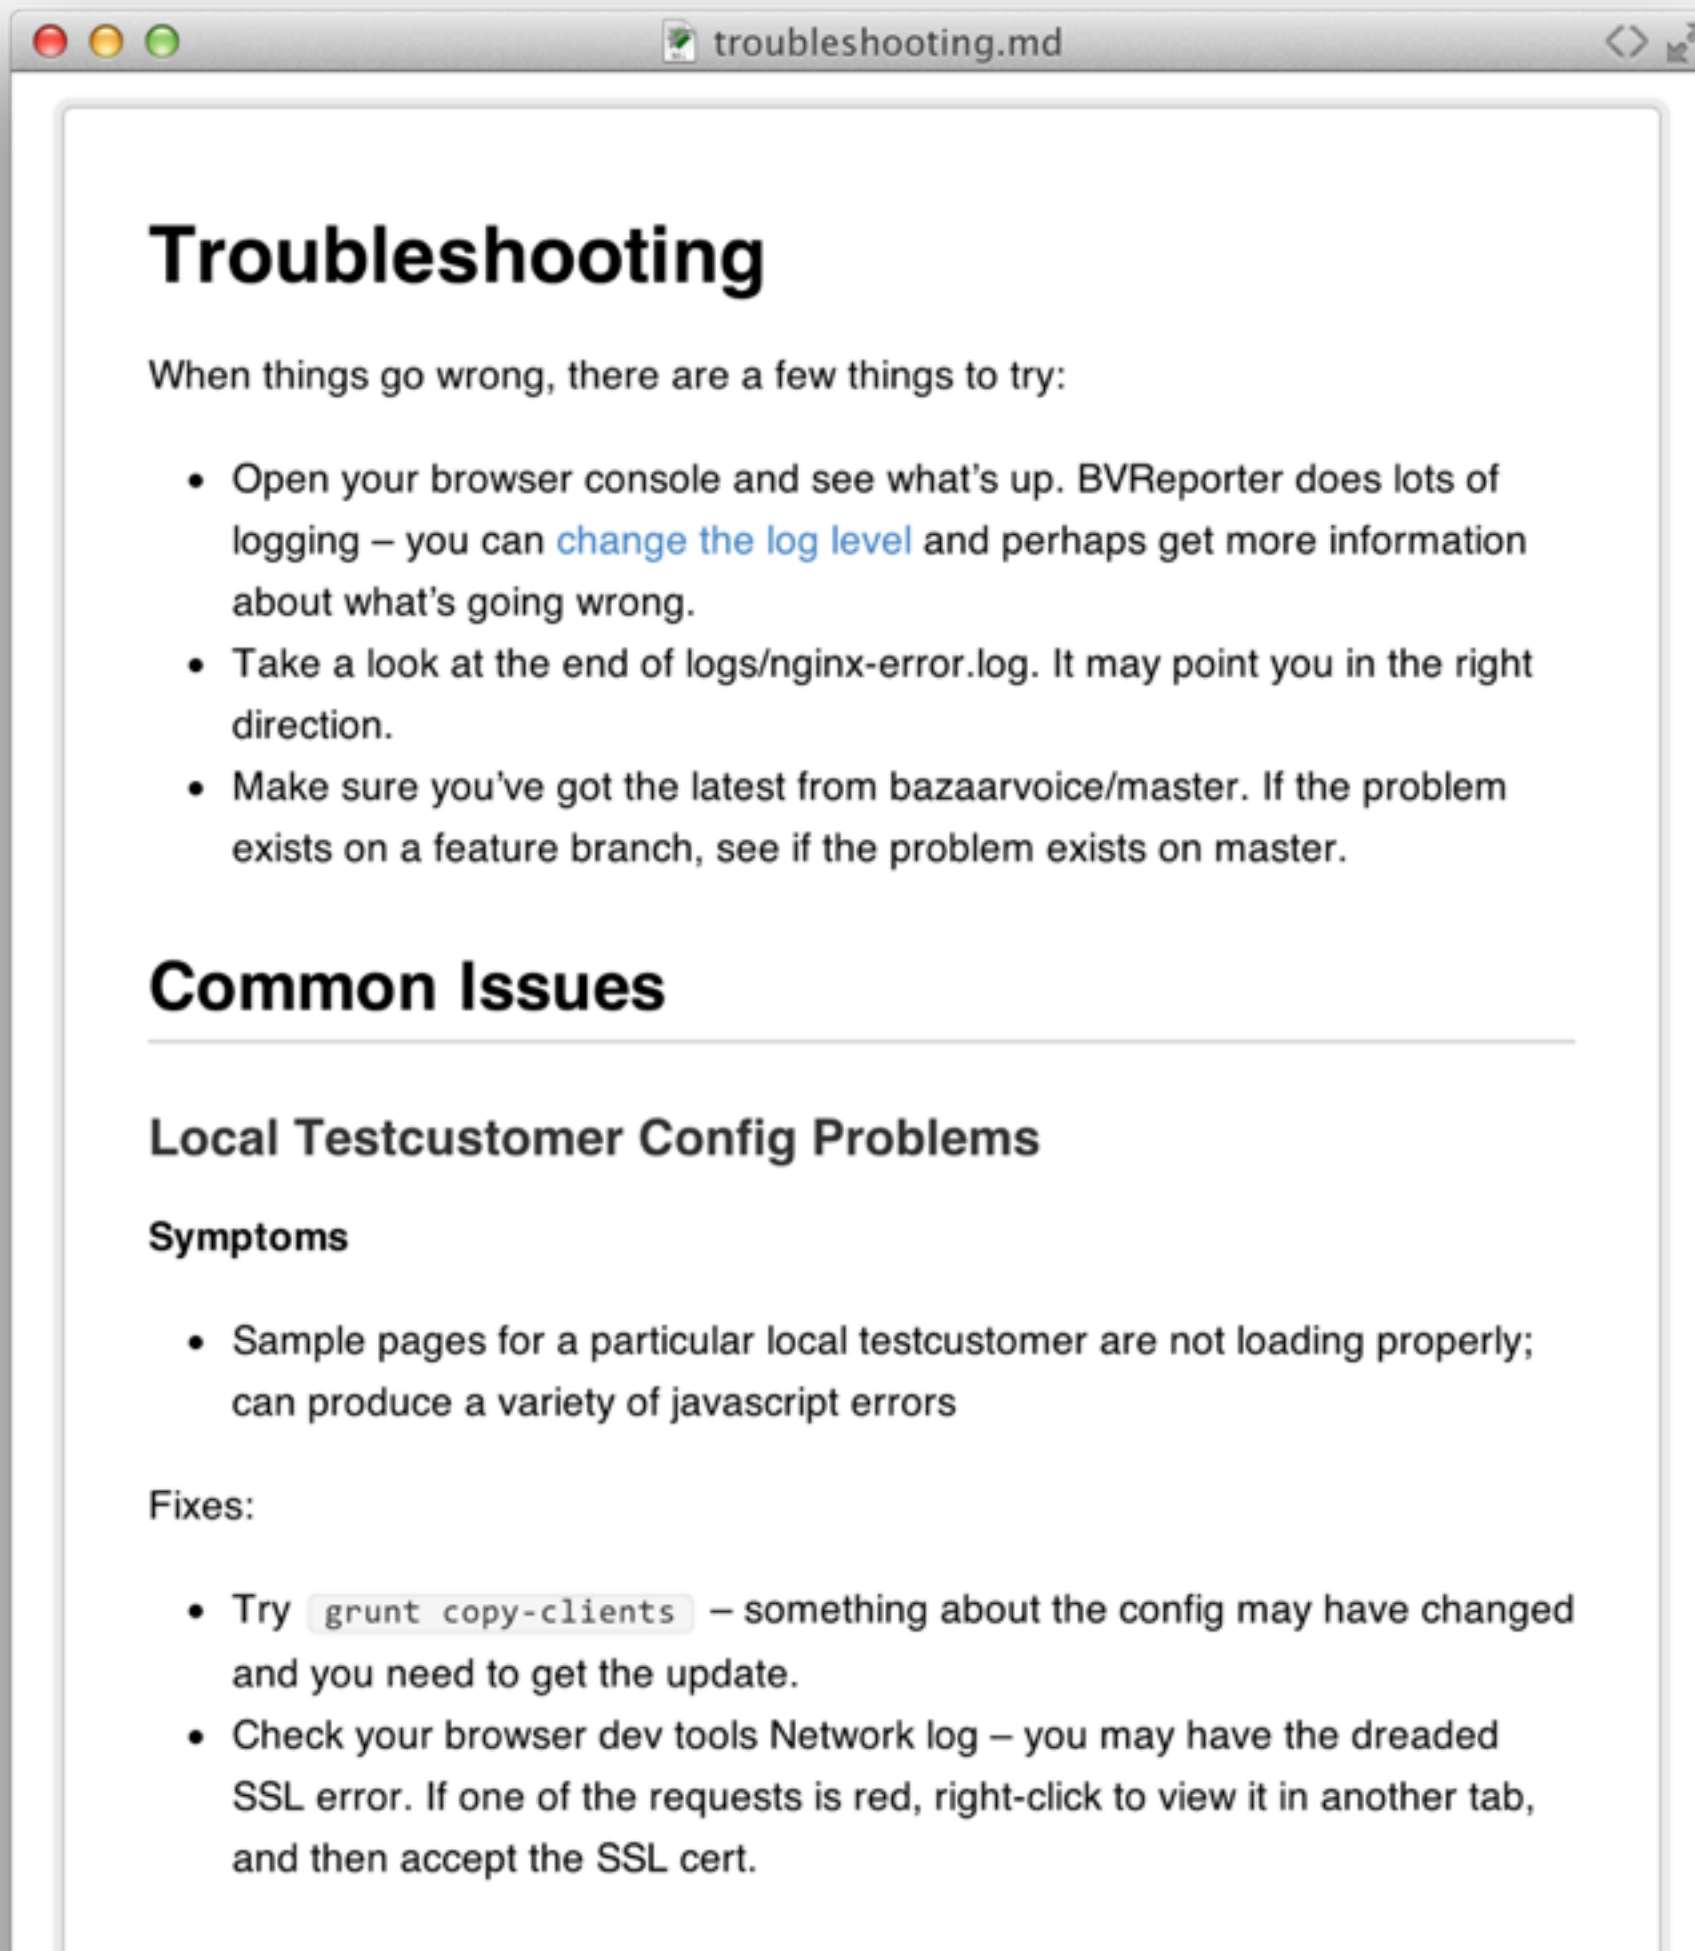 troubleshooting.md
Troubleshooting
When things go wrong, there are a few things to try:
• Open your browser console and see what’s up. BVReporter does lots of
logging – you can change the log level and perhaps get more information
about what’s going wrong.
• Take a look at the end of logs/nginx-error.log. It may point you in the right
direction.
• Make sure you’ve got the latest from bazaarvoice/master. If the problem
exists on a feature branch, see if the problem exists on master.
Common Issues
Local Testcustomer Config Problems
Symptoms
• Sample pages for a particular local testcustomer are not loading properly;
can produce a variety of javascript errors
Fixes:
• Try grunt copy-clients – something about the config may have changed
and you need to get the update.
• Check your browser dev tools Network log – you may have the dreaded
SSL error. If one of the requests is red, right-click to view it in another tab,
and then accept the SSL cert.